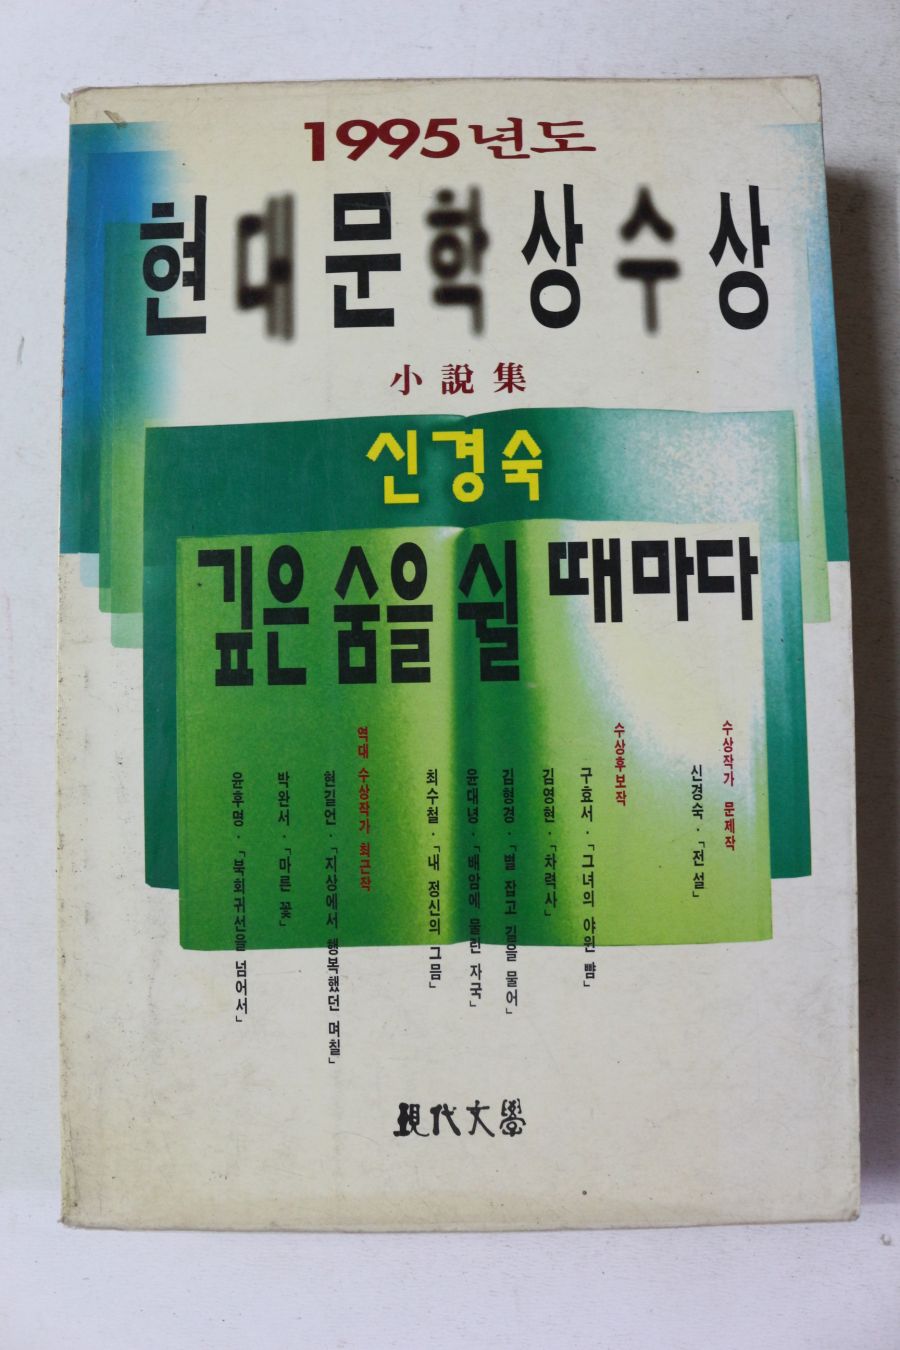 1995년도
현대문학상수상
小說集
신경숙
깊은 숨을 쉴 때마다
수상작가 문제작
신경숙·「전설」
수상후보작
구효서·「그녀의 야윈 뺨」
김영현·「차력사」
김형경·「별 잡고 길을 물어」
윤대녕·「배암에 물린 자국」
최수철·「내 정신의 그믐」
역대 수상작가 최근작
현길언·「지상에서 행복했던 며칠」
박완서·「마른 꽃」
윤후명·「북회귀선을 넘어서」
現代文學